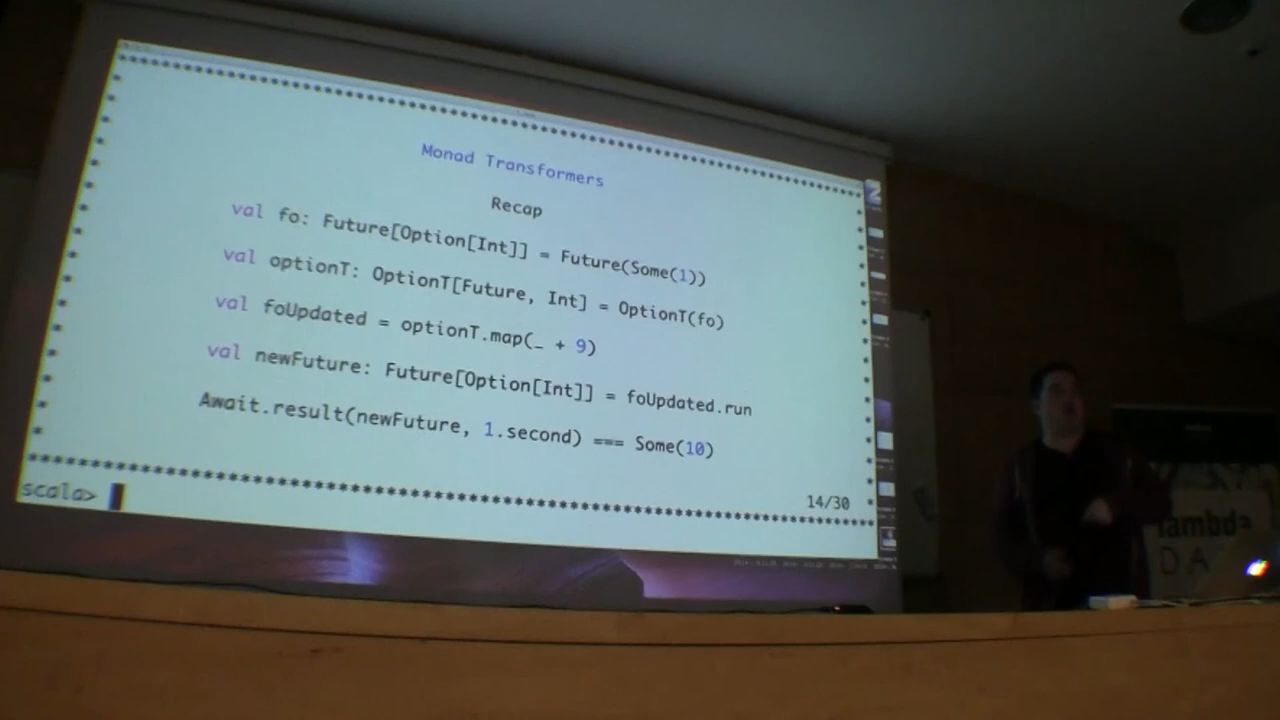 Monad Transformers
Recap
val fo: Future[Option[Int]] = Future(Some(1))
val optionT: OptionT[Future, Int] = OptionT(fo)
val foUpdated = optionT.map(_ + 9)
val newFuture: Future[Option[Int]] = foUpdated.run
Await.result(newFuture, 1.second) === Some(10)
14/30
scala>
lambda
DA